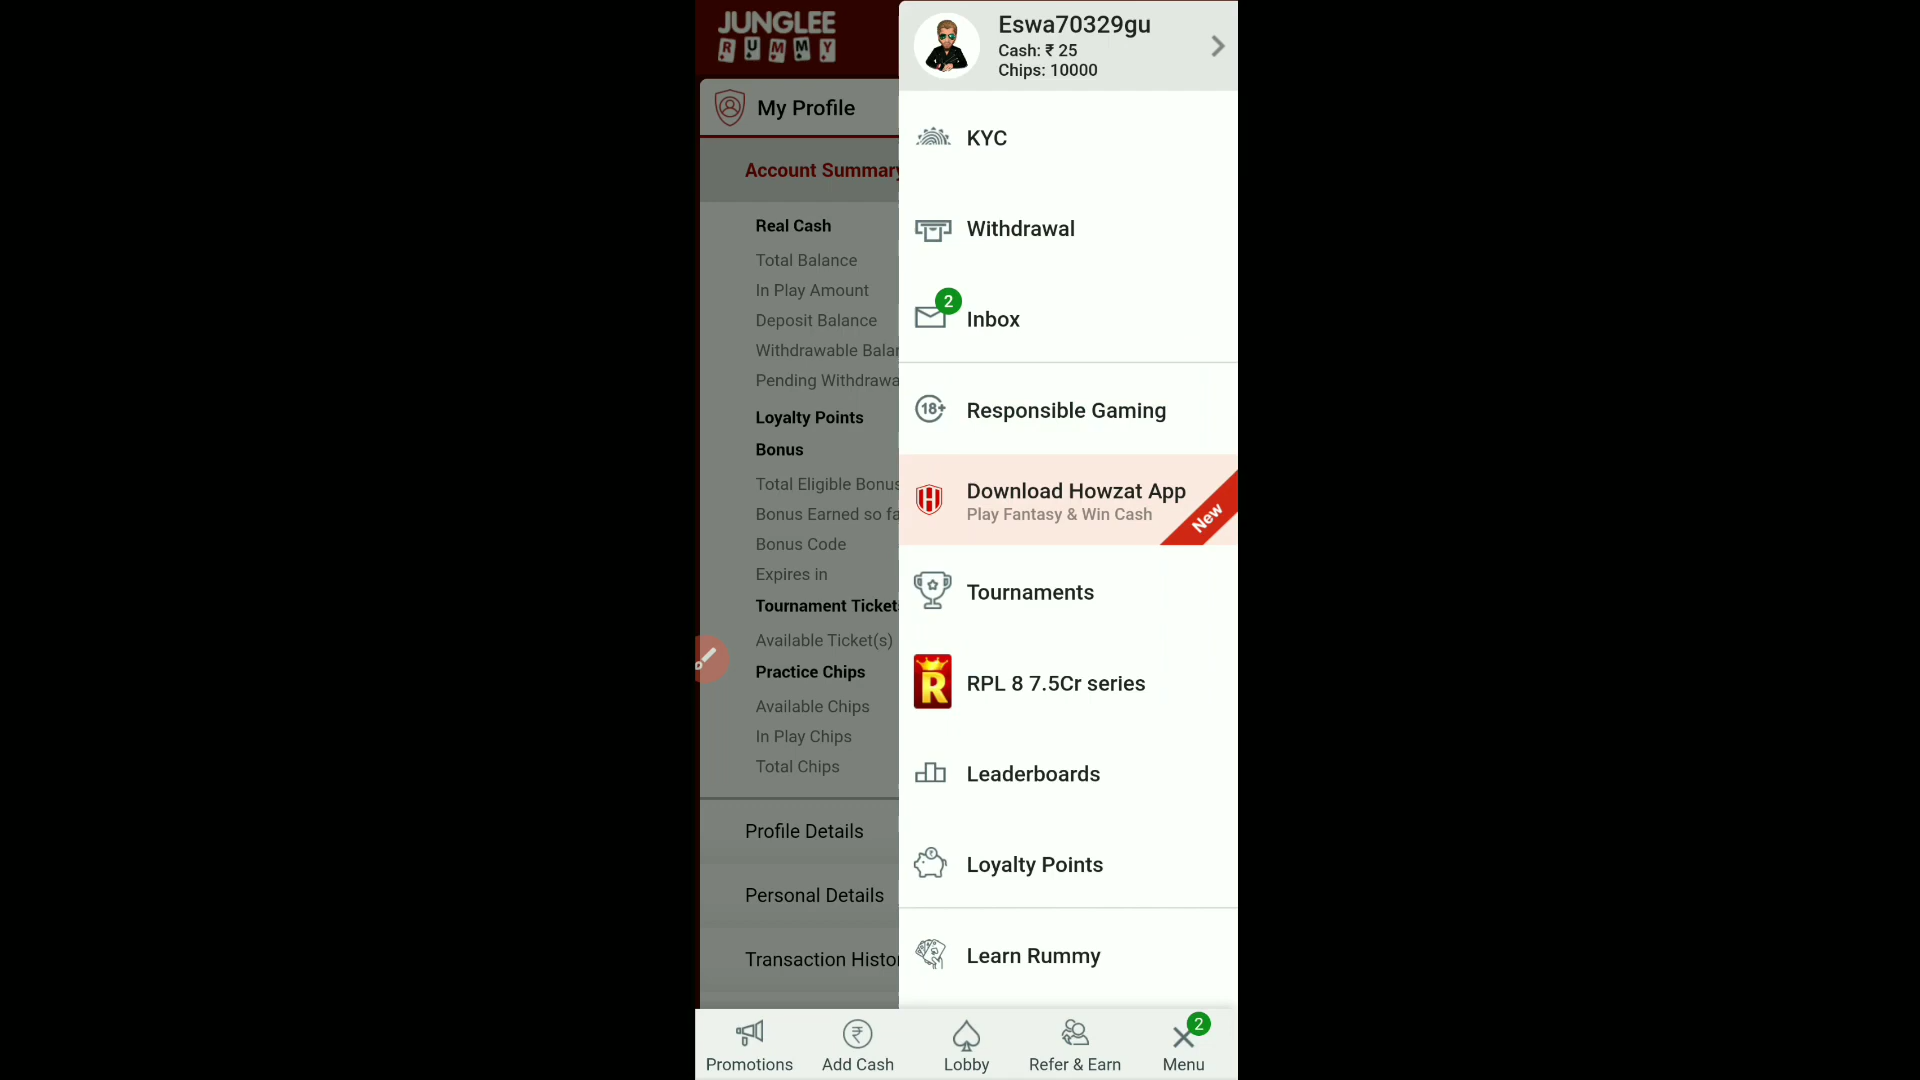 JUNGLEE
RUMMY
My Profile
Account Summary
Real Cash
Total Balance
In Play Amount
Deposit Balance
Withdrawable Balan
Pending Withdrawa
Loyalty Points
Bonus
Total Eligible Bonus
Bonus Earned so fa
Bonus Code
Expires in
Tournament Ticket
Available Ticket(s)
Practice Chips
Available Chips
In Play Chips
Total Chips
Profile Details
Personal Details
Transaction Histo
Eswa70329gu
Cash: ₹ 25
Chips: 10000
KYC
Withdrawal
2
Inbox
18+
Responsible Gaming
H
Download Howzat App
Play Fantasy & Win Cash
New
Tournaments
R
RPL 8 7.5Cr series
Leaderboards
Loyalty Points
Learn Rummy
Promotions
₹
Add Cash
Lobby
Refer & Earn
2
Menu